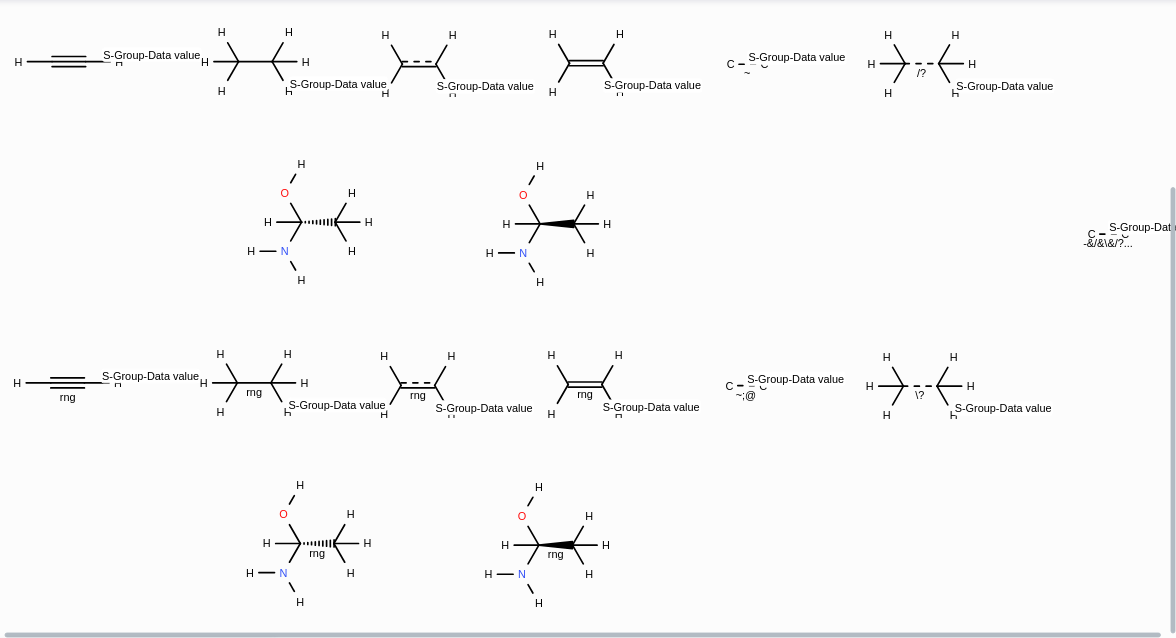 H S-Group-Data value H
H H H H S-Group-Data value H H
H H S-Group-Data value H H
H H S-Group-Data value H H
C S-Group-Data value C ~
H H H H /? S-Group-Data value H H
H O H H H N H H
H O H H H N H H
C S-Group-Dat C
-&/&\&/?...
H S-Group-Data value H rng
H H H H rng S-Group-Data value H H
H H rng S-Group-Data value H H
H H rng S-Group-Data value H H
C S-Group-Data value C ~;@
H H H H \? S-Group-Data value H H
H O H H H rng N H H H
H O H H H rng N H H H